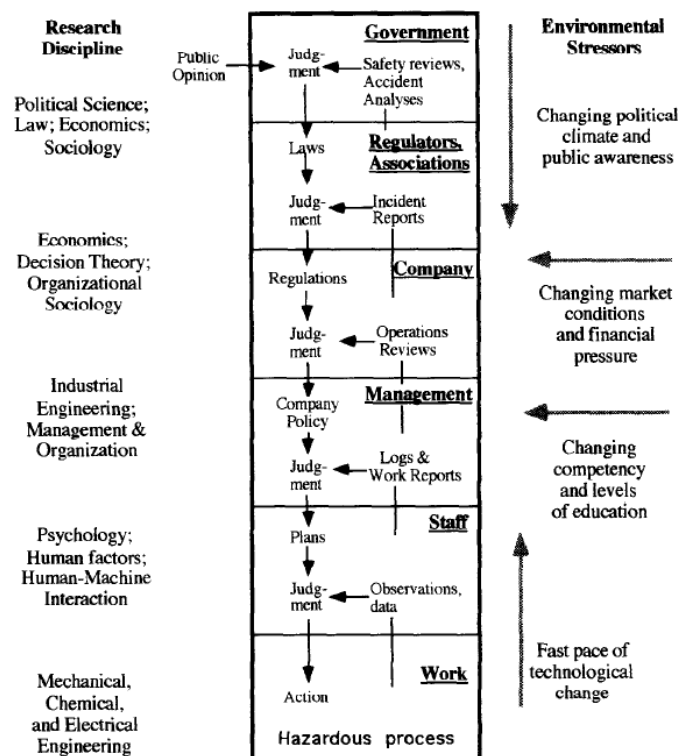 Research
Discipline
Political Science;
Law; Economics;
Sociology
Economics;
Decision Theory;
Organizational
Sociology
Industrial
Engineering;
Management &
Organization
Psychology;
Human factors;
Human-Machine
Interaction
Mechanical,
Chemical,
and Electrical
Engineering
Public
Opinion
Government
Judg-
ment
Safety reviews,
Accident
Analyses
Regulators,
Associations
Laws
Judg-
ment
Incident
Reports
Company
Regulations
Judg-
ment
Operations
Reviews
Management
Company
Policy
Judg-
ment
Logs &
Work Reports
Staff
Plans
Judg-
ment
Observations,
data
Work
Action
Hazardous process
Environmental
Stressors
Changing political
climate and
public awareness
Changing market
conditions
and financial
pressure
Changing
competency
and levels
of education
Fast pace of
technological
change